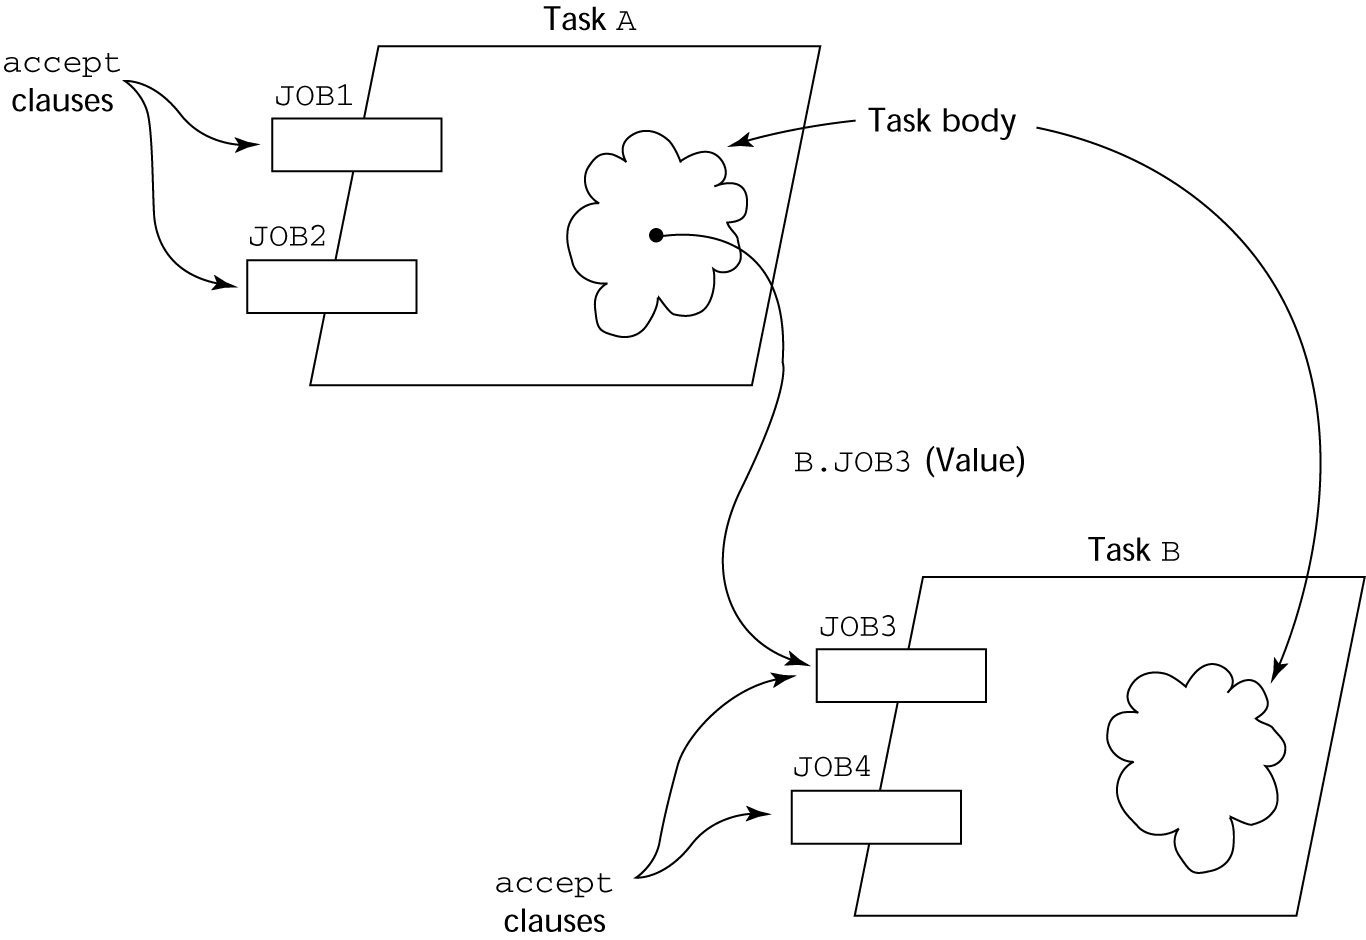 Task A
accept
clauses
JOB1
Task body
JOB2
B.JOB3 (Value)
Task B
JOB3
JOB4
accept
clauses